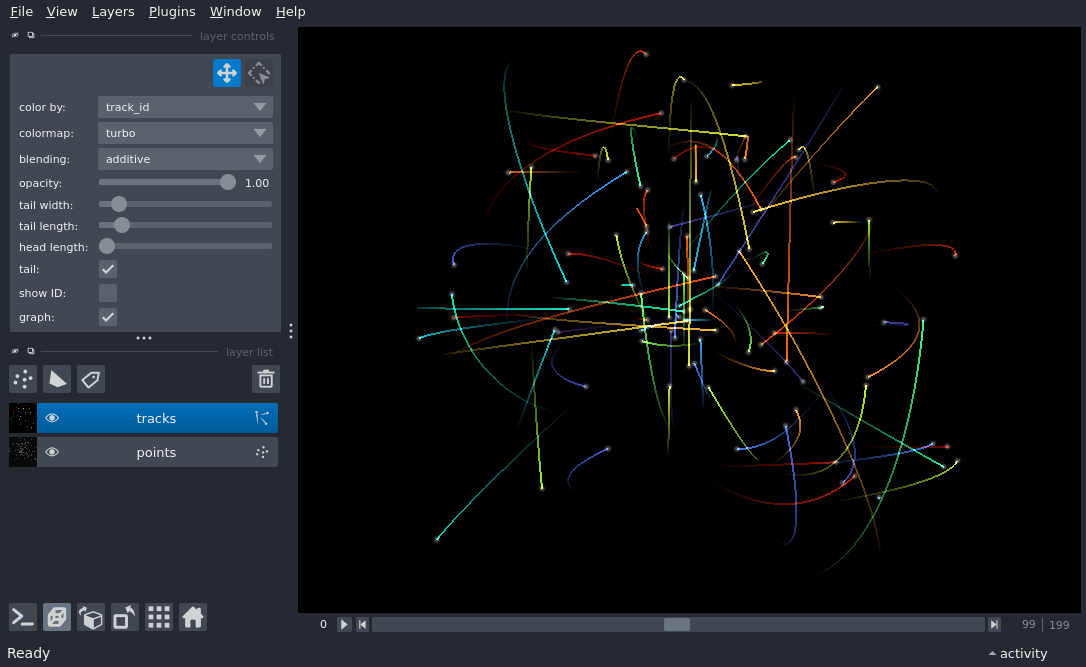 File View Layers Plugins Window Help
layer controls
color by: track_id
colormap: turbo
blending: additive
opacity: 1.00
tail width:
tail length:
head length:
tail:
show ID:
graph:
layer list
tracks
points
0 99 199
Ready activity